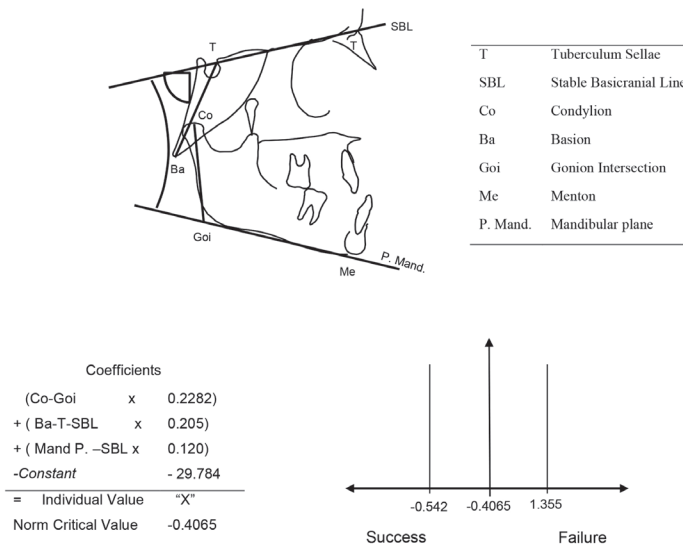 SBL
T
T
Co
Ba
Goi
Me
P. Mand.
T Tuberculum Sellae
SBL Stable Basicranial Line
Co Condylion
Ba Basion
Goi Gonion Intersection
Me Menton
P. Mand. Mandibular plane
Coefficients
(Co-Goi x 0.2282)
+ ( Ba-T-SBL x 0.205)
+ ( Mand P. –SBL x 0.120)
-Constant - 29.784
= Individual Value “X”
Norm Critical Value -0.4065
-0.542 -0.4065 1.355
Success Failure